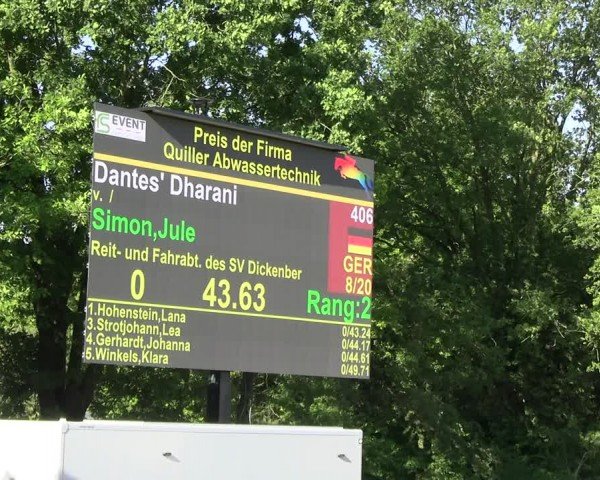 EVENT
Preis der Firma
Quiller Abwassertechnik
Dantes' Dharani
v. /
406
Simon,Jule
GER
Reit- und Fahrabt. des SV Dickenber
8/20
0 43.63 Rang:2
1.Hohenstein,Lana 0/43.24
3.Strotjohann,Lea 0/44.17
4.Gerhardt,Johanna 0/44.61
5.Winkels,Klara 0/49.71